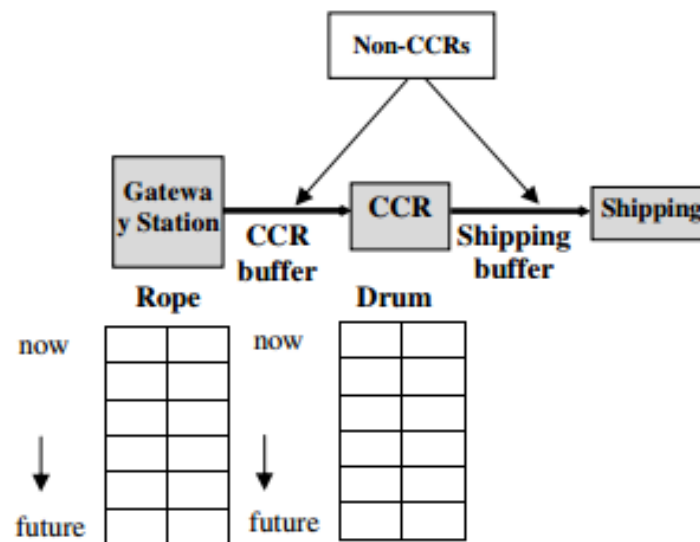 Non-CCRs
Gatewa
y Station
CCR
Shipping
CCR
buffer
Shipping
buffer
Rope
Drum
now
now
future
future